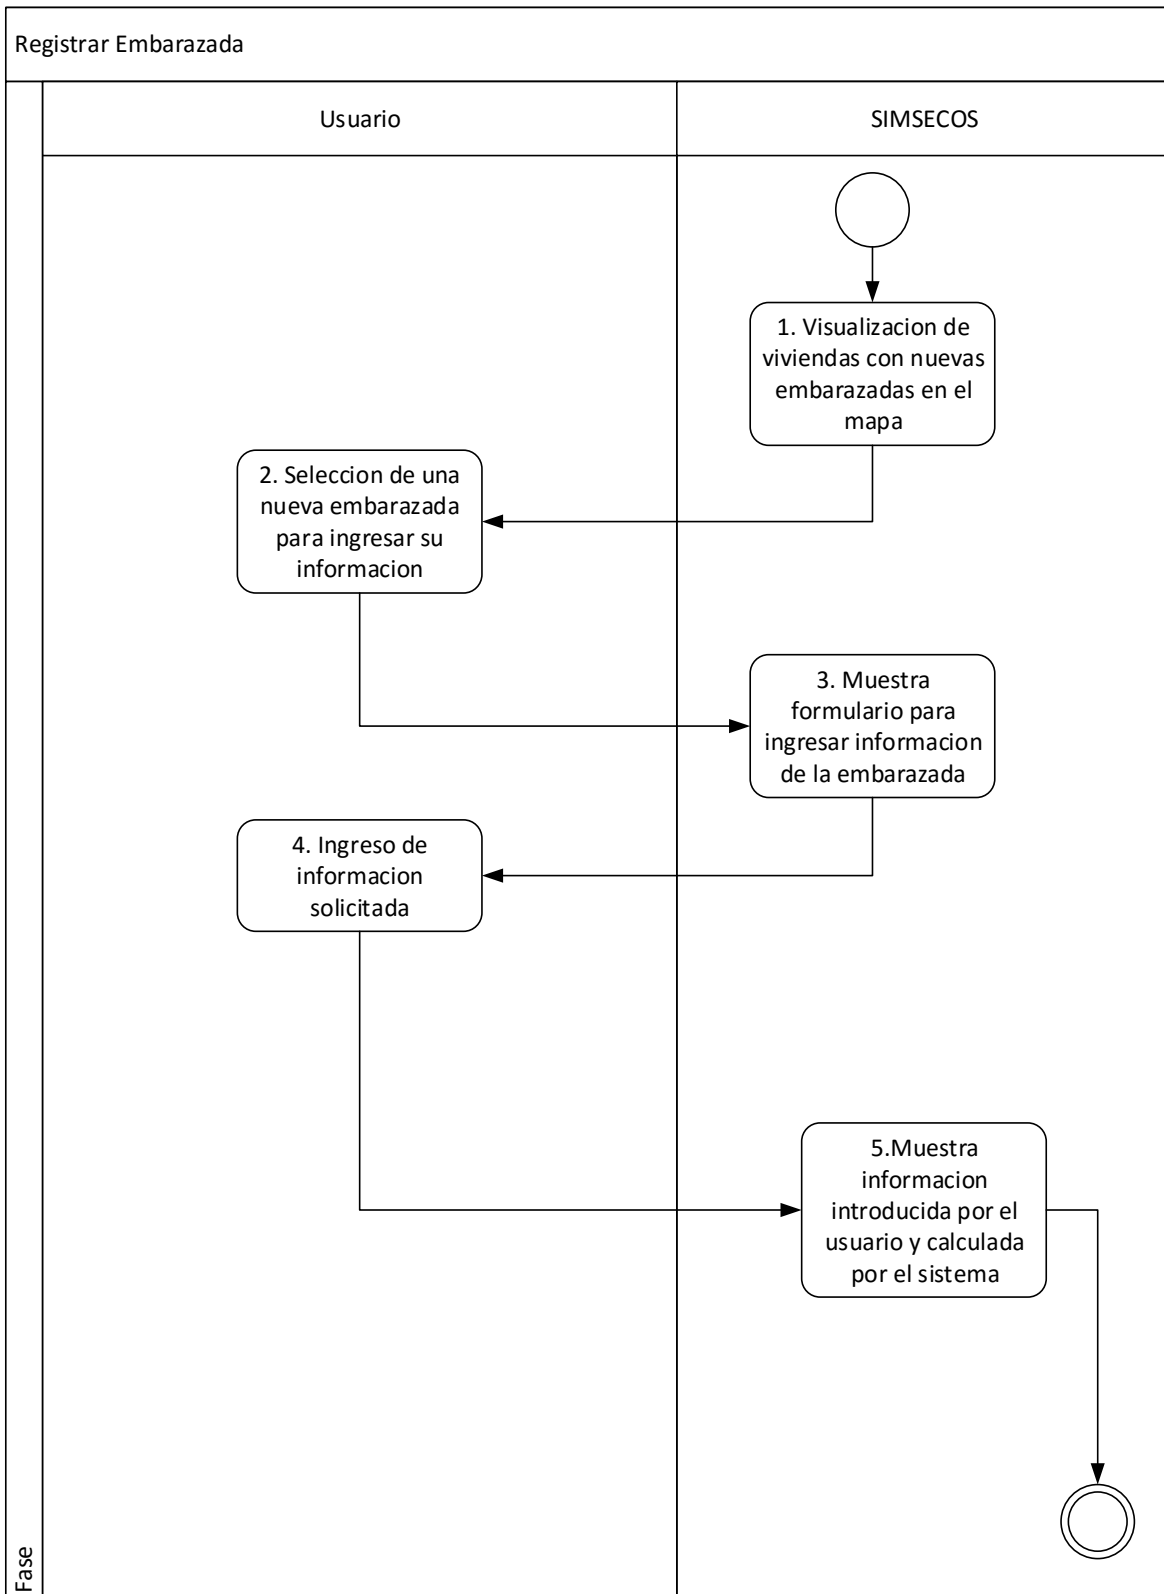 Registrar Embarazada
Usuario
SIMSECOS
1. Visualizacion de
viviendas con nuevas
embarazadas en el
mapa
2. Seleccion de una
nueva embarazada
para ingresar su
informacion
3. Muestra
formulario para
ingresar informacion
de la embarazada
4. Ingreso de
informacion
solicitada
5.Muestra
informacion
introducida por el
usuario y calculada
por el sistema
Fase